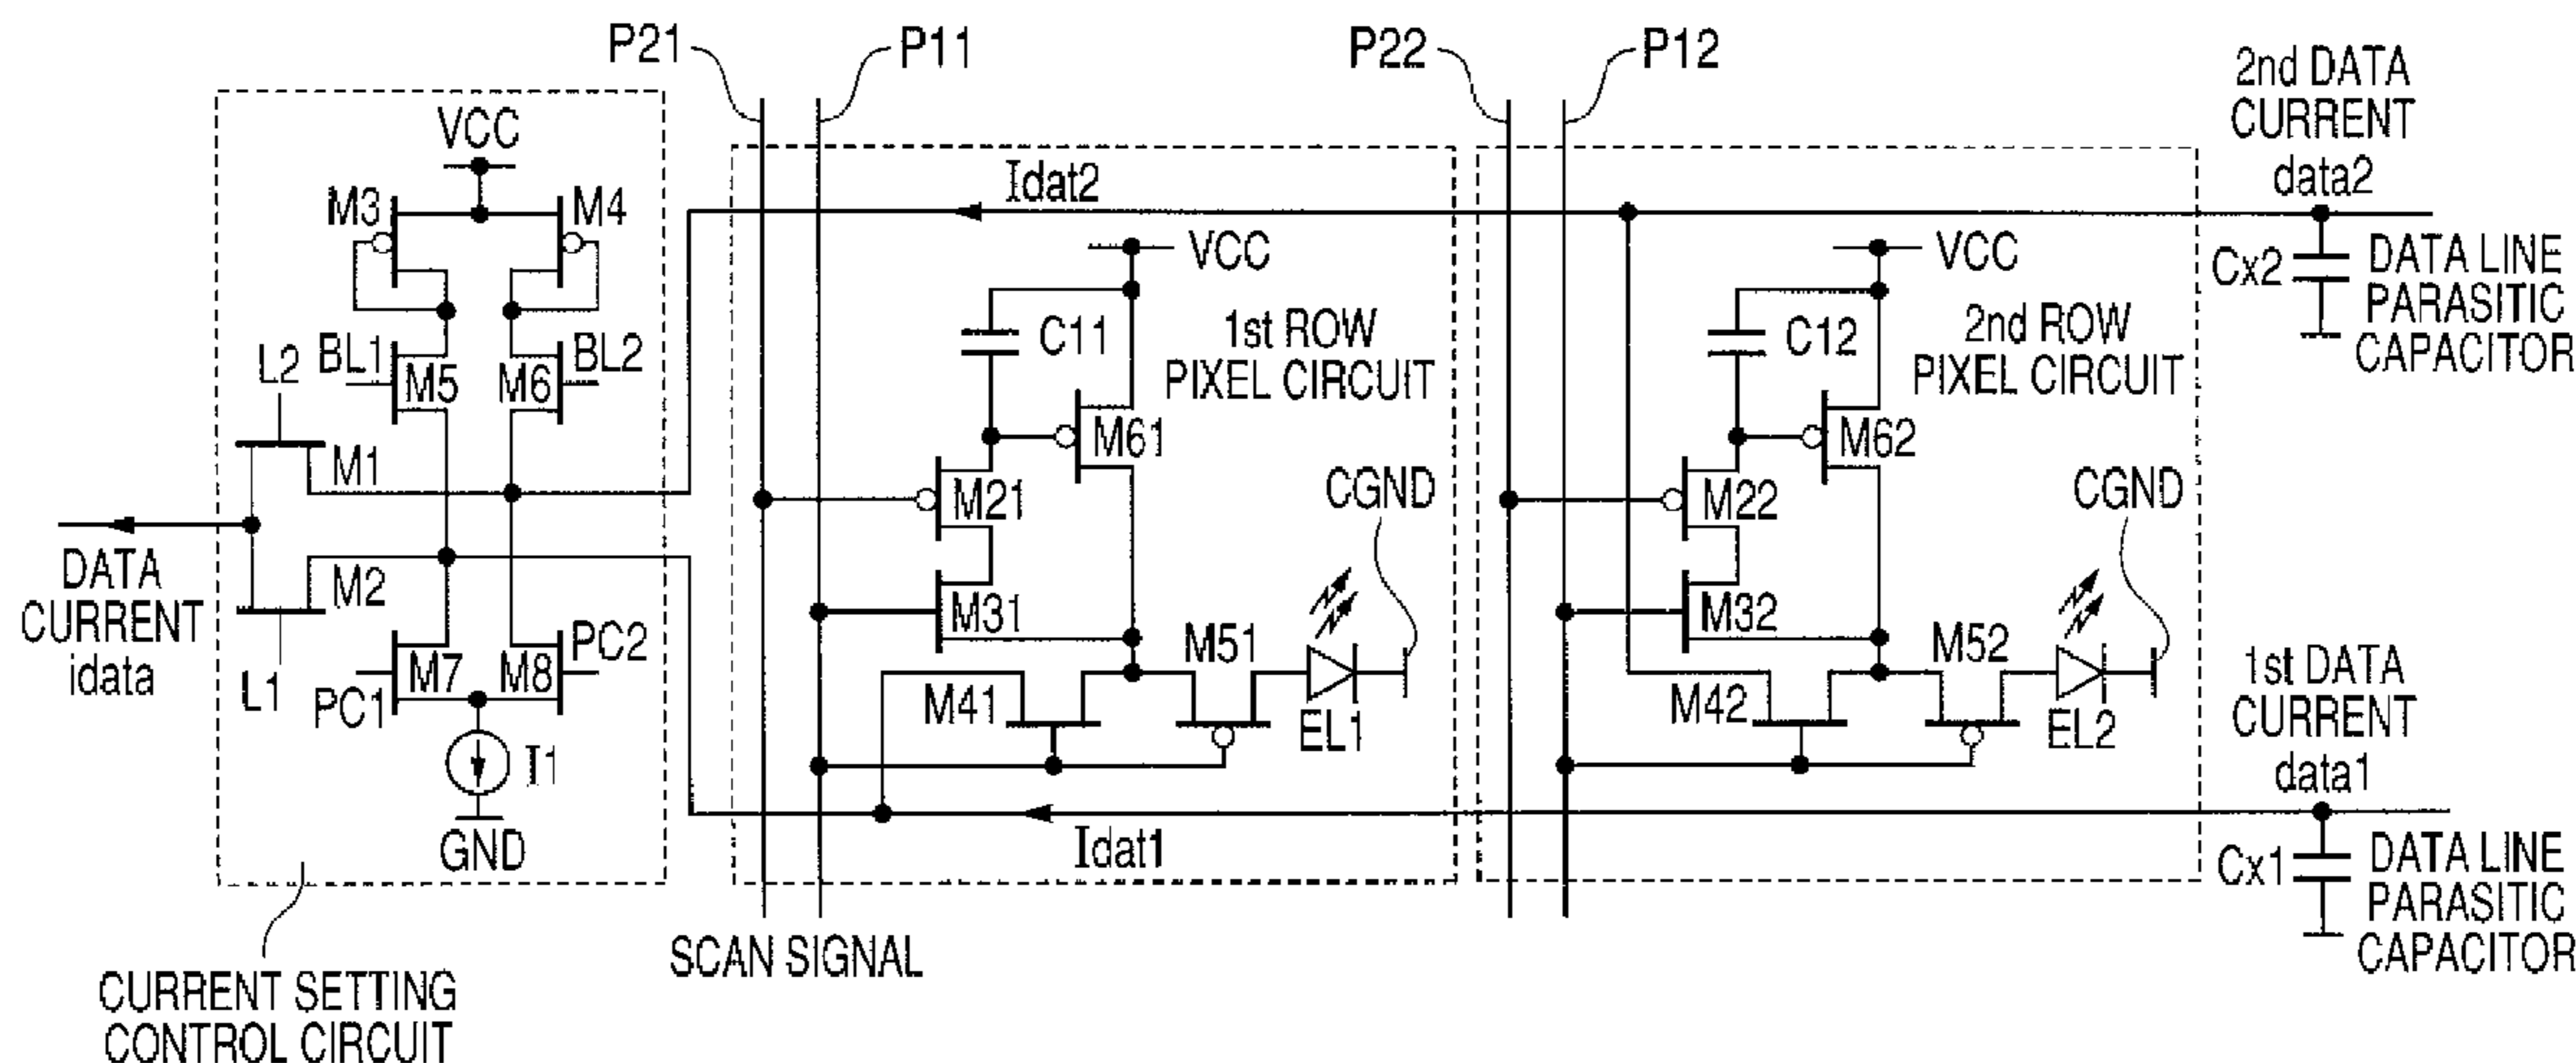 P21
P11
P22
P12
2nd DATA
CURRENT
data2
VCC
M3
M4
Idat2
VCC
VCC
Cx2
DATA LINE
PARASITIC
CAPACITOR
C11
1st ROW
PIXEL CIRCUIT
C12
2nd ROW
PIXEL CIRCUIT
L2
BL1
M5
M6
BL2
M61
M62
M1
M21
CGND
M22
CGND
DATA
CURRENT
idata
M2
M31
M32
L1
PC1
M7
M8
PC2
M41
M51
EL1
M42
M52
EL2
1st DATA
CURRENT
data1
I1
GND
Idat1
Cx1
DATA LINE
PARASITIC
CAPACITOR
SCAN SIGNAL
CURRENT SETTING
CONTROL CIRCUIT